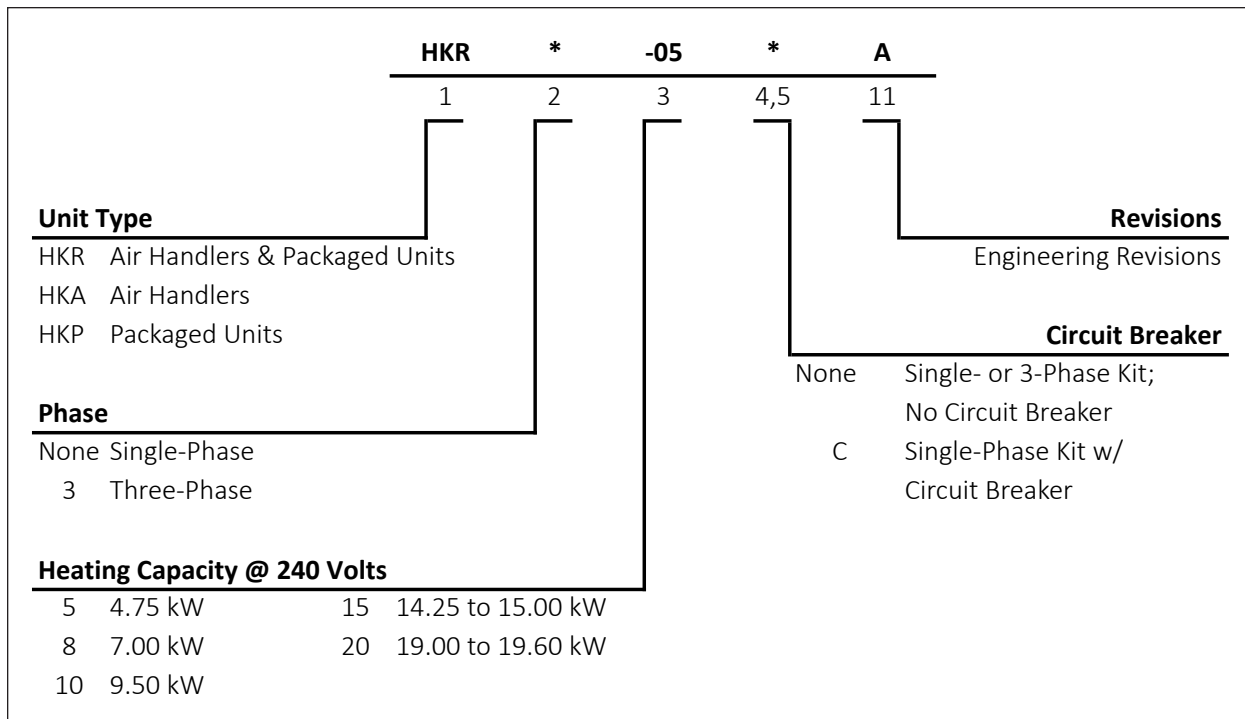 HKR * -05 * A
1 2 3 4,5 11
Unit Type
HKR Air Handlers & Packaged Units
HKA Air Handlers
HKP Packaged Units
Phase
None Single-Phase
3 Three-Phase
Heating Capacity @ 240 Volts
5 4.75 kW 15 14.25 to 15.00 kW
8 7.00 kW 20 19.00 to 19.60 kW
10 9.50 kW
Revisions
Engineering Revisions
Circuit Breaker
None Single- or 3-Phase Kit;
No Circuit Breaker
C Single-Phase Kit w/
Circuit Breaker